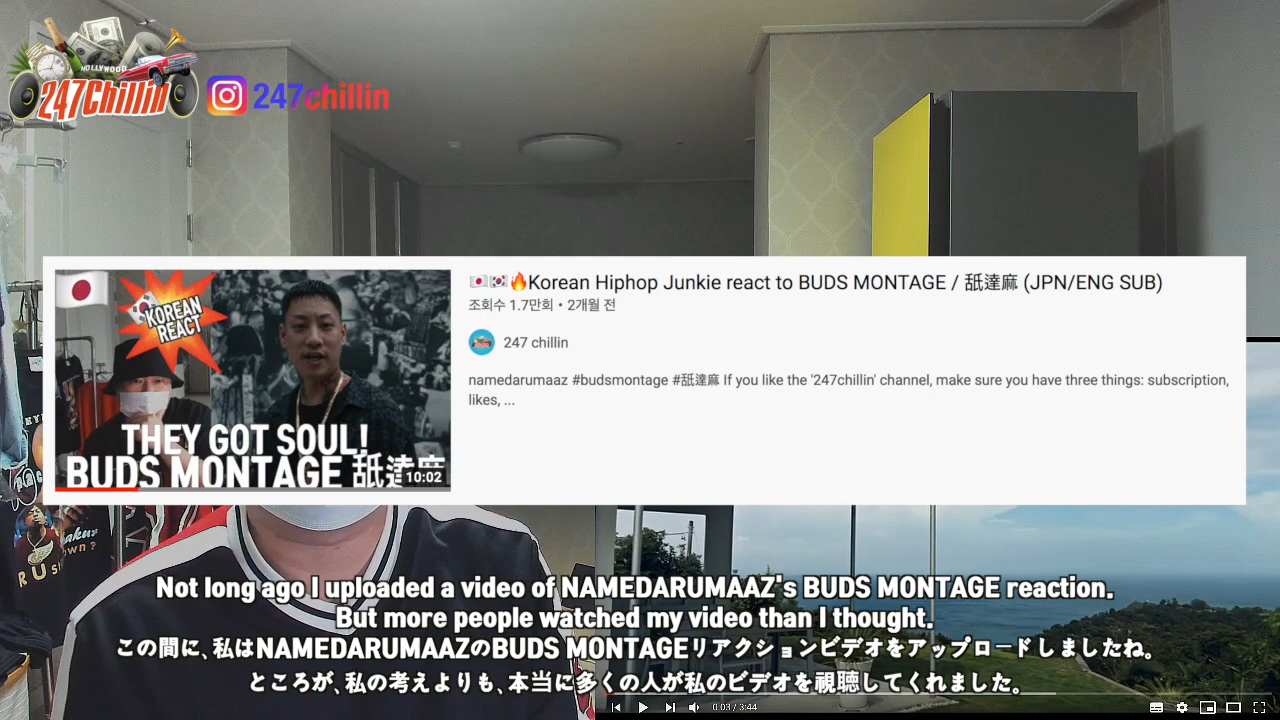 HOLLYWOOD
247Chillin
247chillin
🇯🇵🇰🇷🔥Korean Hiphop Junkie react to BUDS MONTAGE / 舐達麻 (JPN/ENG SUB)
조회수 1.7만회 • 2개월 전
247 chillin
namedarumaaz #budsmontage #舐達麻 If you like the '247chillin' channel, make sure you have three things: subscription,
likes, ...
KOREAN
REACT
THEY GOT SOUL!
BUDS MONTAGE 舐達麻
10:02
Not long ago I uploaded a video of NAMEDARUMAAZ's BUDS MONTAGE reaction.
But more people watched my video than I thought.
この間に、私はNAMEDARUMAAZのBUDS MONTAGEリアクションビデオをアップロードしましたね。
ところが、私の考えよりも、本当に多くの人が私のビデオを視聴してくれました。
0:03 / 3:44